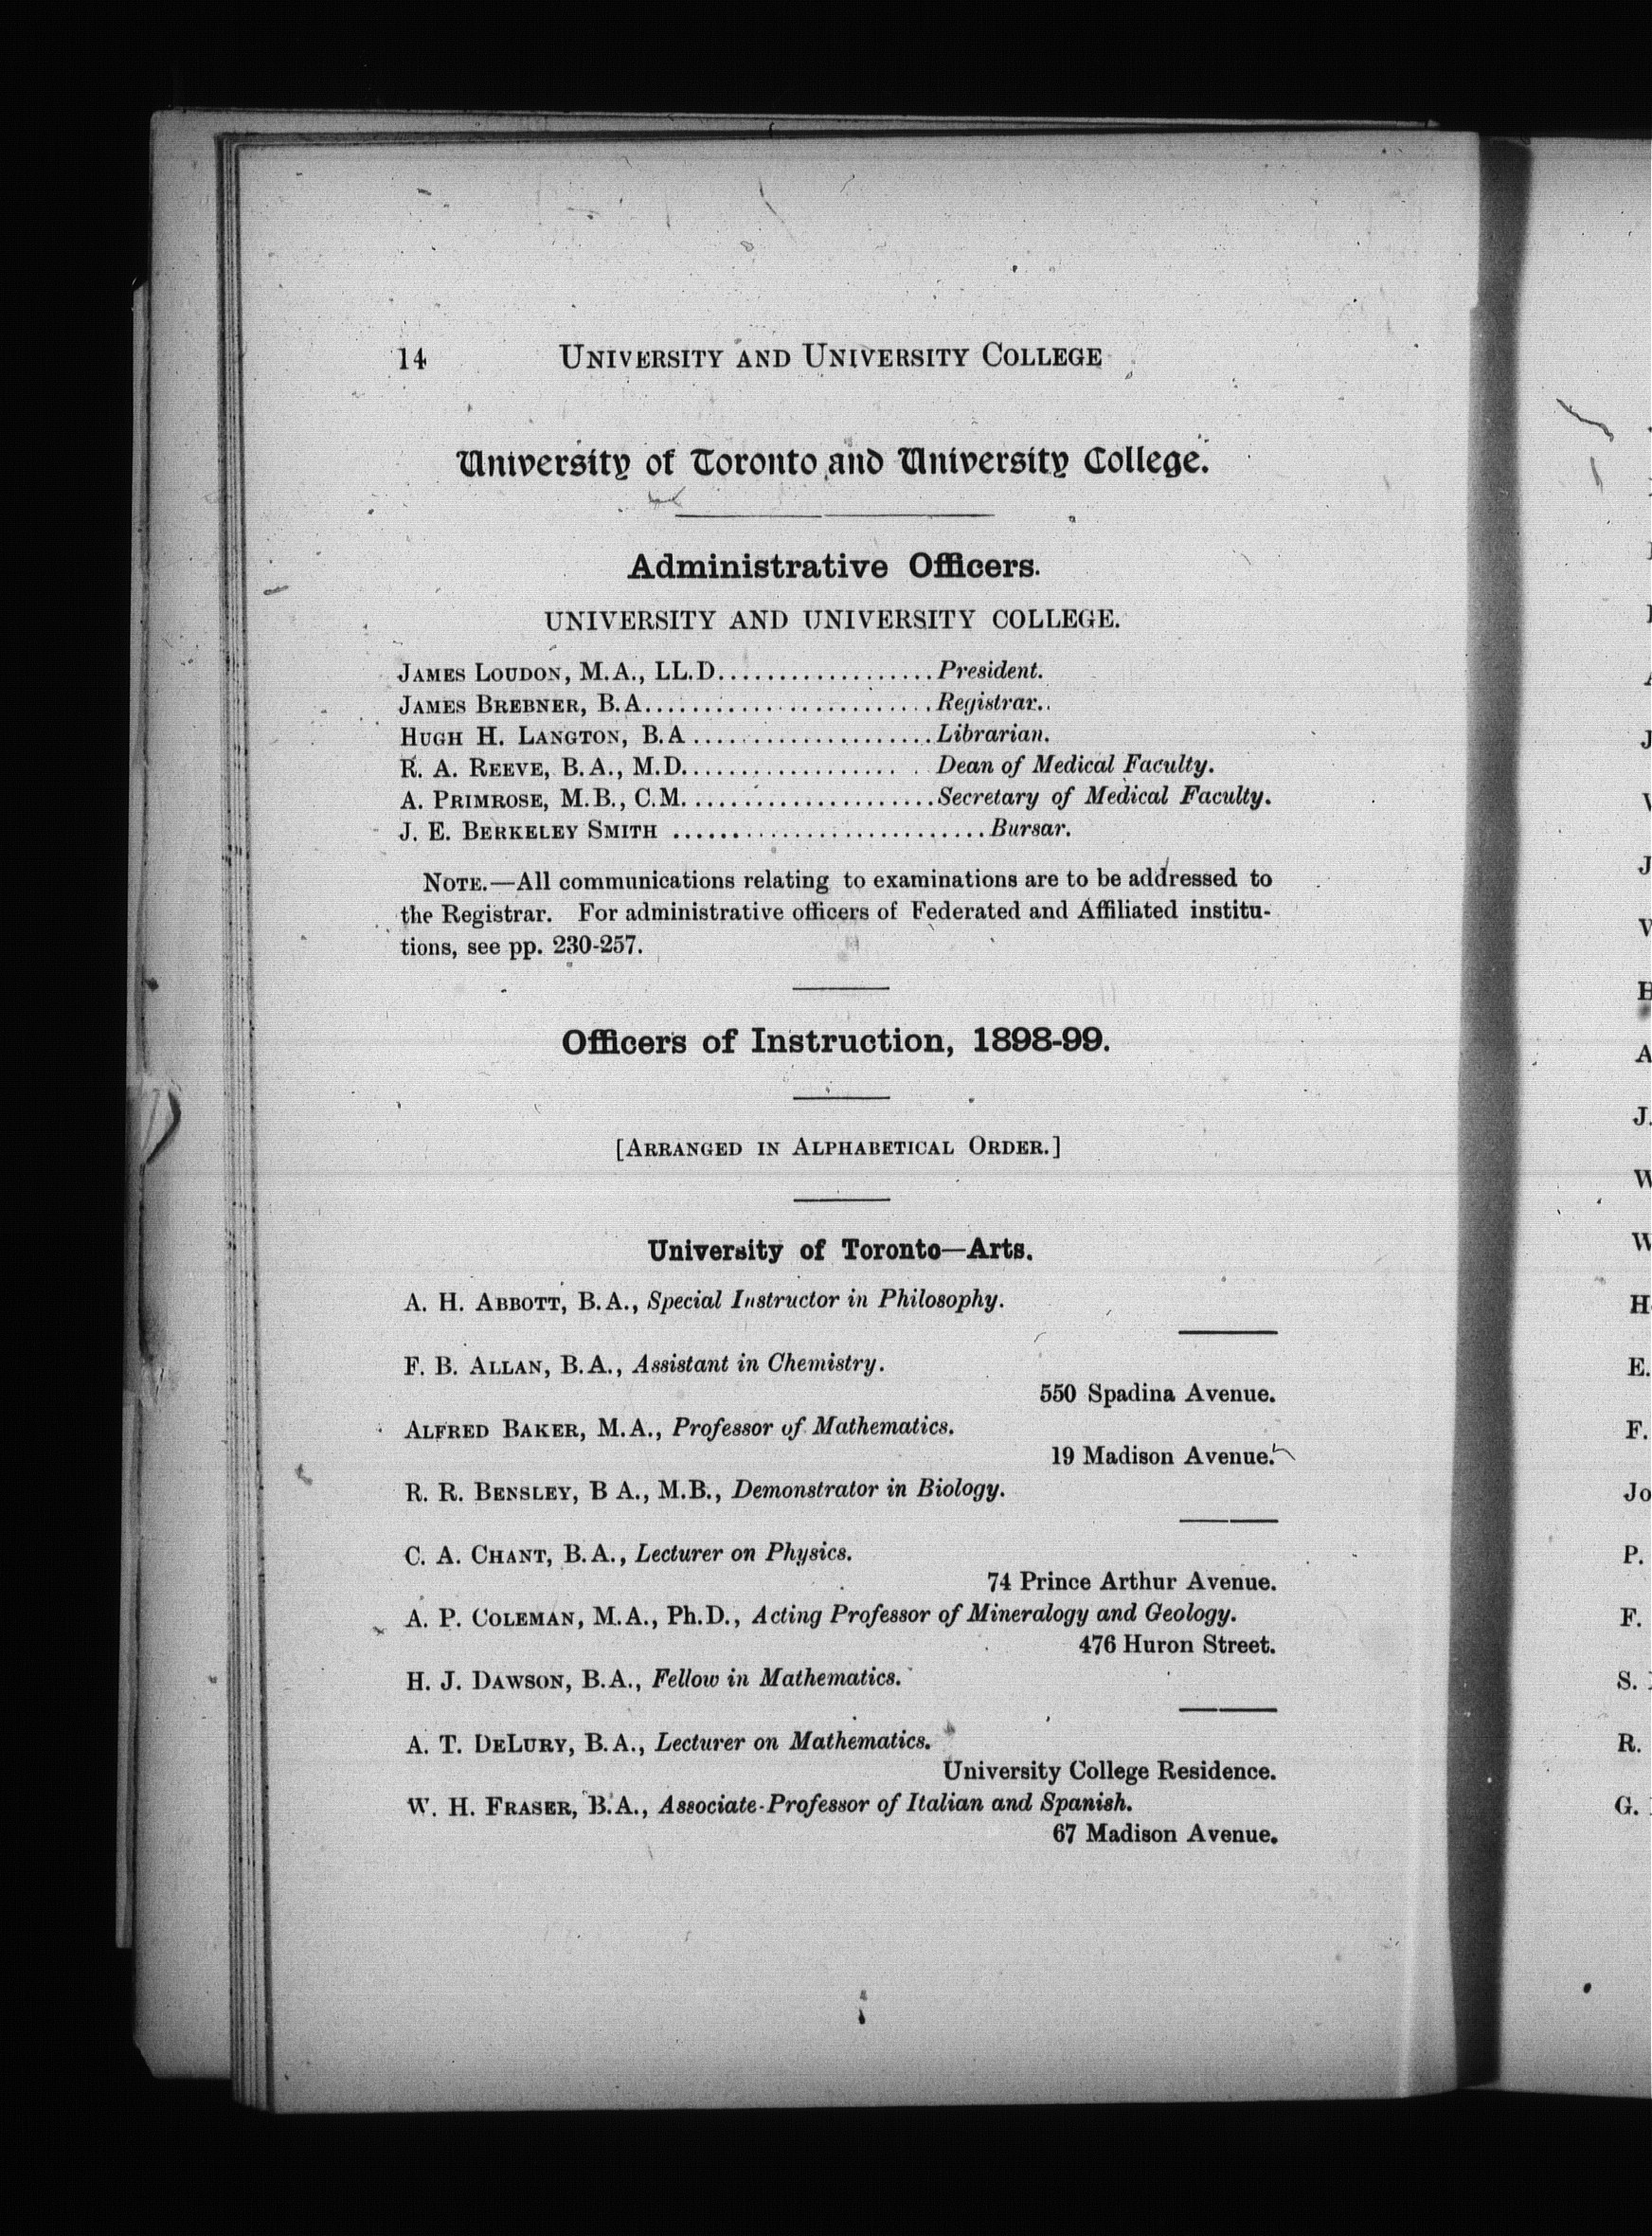 14 UNIVERSITY AND UNIVERSITY COLLEGE
University of Toronto and University College.
Administrative Officers.
UNIVERSITY AND UNIVERSITY COLLEGE.
JAMES LOUDON, M.A., LL.D..................President.
JAMES BREBNER, B.A........................Registrar.
HUGH H. LANGTON, B.A ....................Librarian.
R. A. REEVE, B.A., M.D.................. . Dean of Medical Faculty.
A. PRIMROSE, M.B., C.M.....................Secretary of Medical Faculty.
J. E. BERKELEY SMITH ..........................Bursar.
NOTE.—All communications relating to examinations are to be addressed to
the Registrar. For administrative officers of Federated and Affiliated institu-
tions, see pp. 230-257.
Officers of Instruction, 1898-99.
[ARRANGED IN ALPHABETICAL ORDER.]
University of Toronto—Arts.
A. H. ABBOTT, B.A., Special Instructor in Philosophy.
F. B. ALLAN, B.A., Assistant in Chemistry.
550 Spadina Avenue.
ALFRED BAKER, M.A., Professor of Mathematics.
19 Madison Avenue.
R. R. BENSLEY, B A., M.B., Demonstrator in Biology.
C. A. CHANT, B.A., Lecturer on Physics.
74 Prince Arthur Avenue.
A. P. COLEMAN, M.A., Ph.D., Acting Professor of Mineralogy and Geology.
476 Huron Street.
H. J. DAWSON, B.A., Fellow in Mathematics.
A. T. DELURY, B.A., Lecturer on Mathematics.
University College Residence.
W. H. FRASER, B.A., Associate-Professor of Italian and Spanish.
67 Madison Avenue.